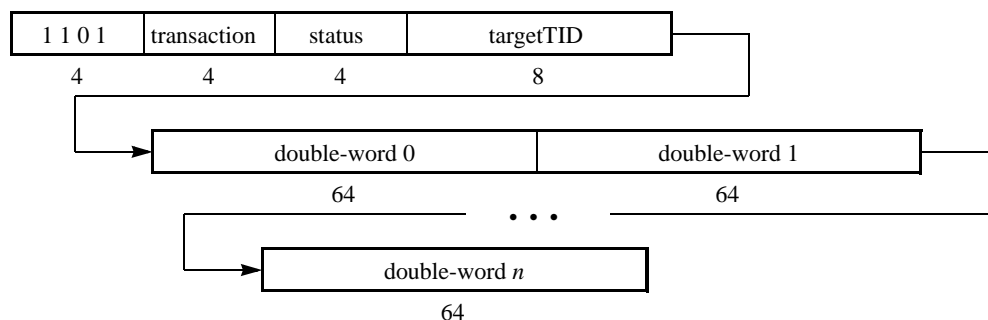 1 1 0 1 transaction status targetTID
4 4 4 8
double-word 0 double-word 1
64 64
• • •
double-word n
64